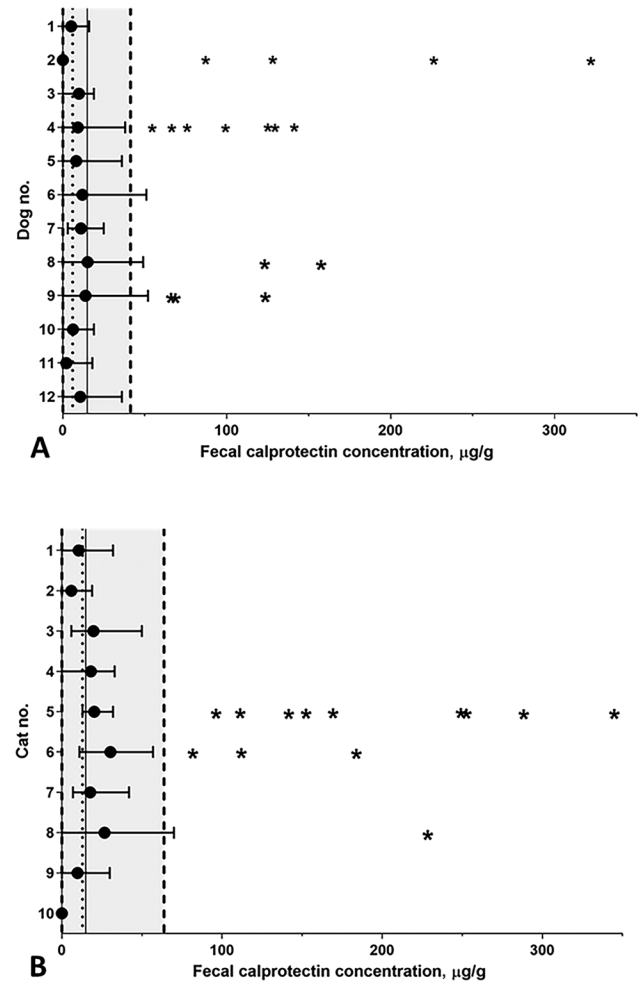 1
2
* * * *
3
4
* * * * ** *
5
6
7
8
* *
9
** *
10
11
12
Dog no.
0 100 200 300
A
Fecal calprotectin concentration, µg/g
1
2
3
4
5
* * * * * ** * *
6
* * *
7
8
*
9
10
Cat no.
0 100 200 300
B
Fecal calprotectin concentration, µg/g